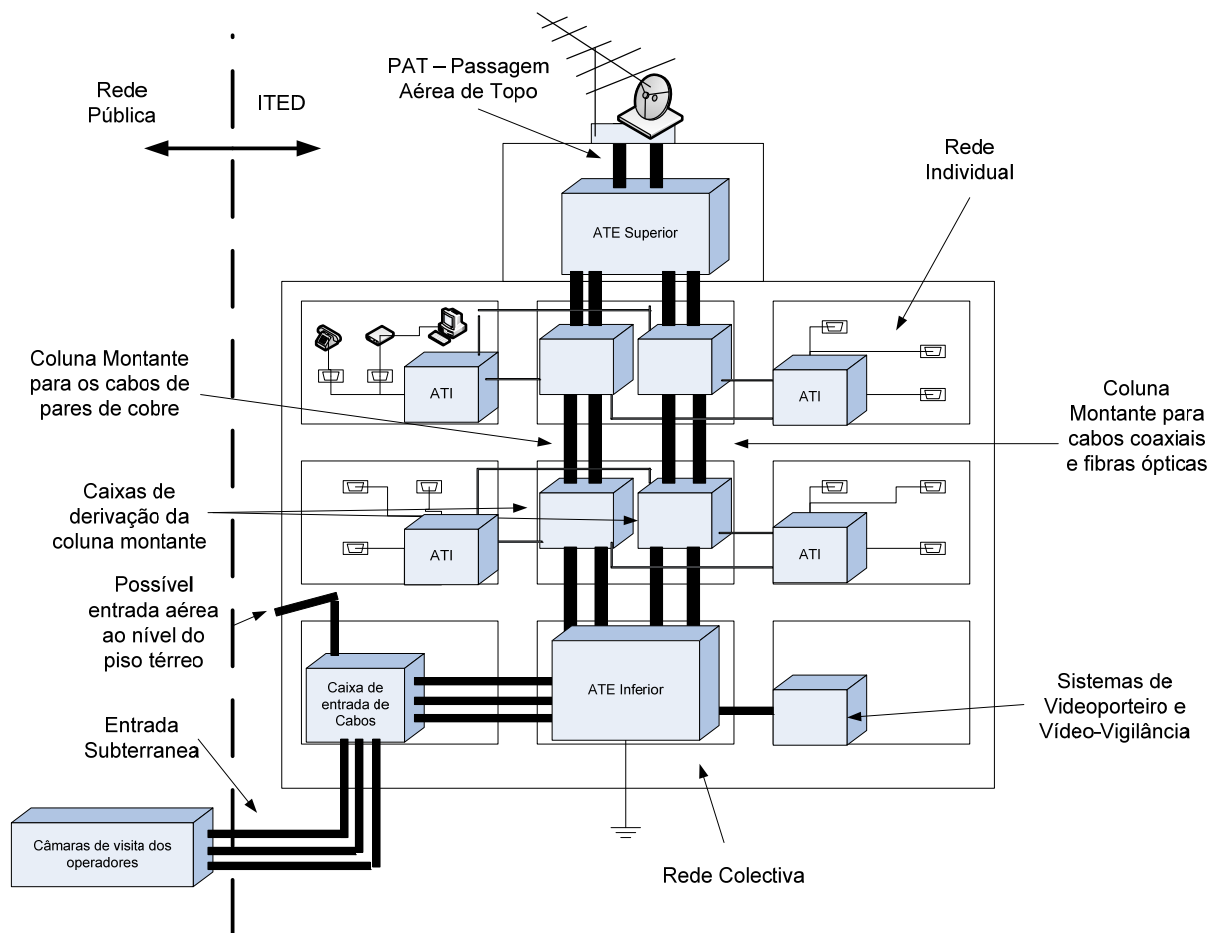 PAT – Passagem
Aérea de Topo
Rede
Pública
ITED
Rede
Individual
ATE Superior
Coluna Montante
para os cabos de
pares de cobre
ATI
ATI
Coluna
Montante para
cabos coaxiais
e fibras ópticas
Caixas de
derivação da
coluna montante
ATI
ATI
Possível
entrada aérea
ao nível do
piso térreo
Caixa de
entrada de
Cabos
ATE Inferior
Sistemas de
Videoporteiro e
Vídeo-Vigilância
Entrada
Subterranea
Câmaras de visita dos
operadores
Rede Colectiva